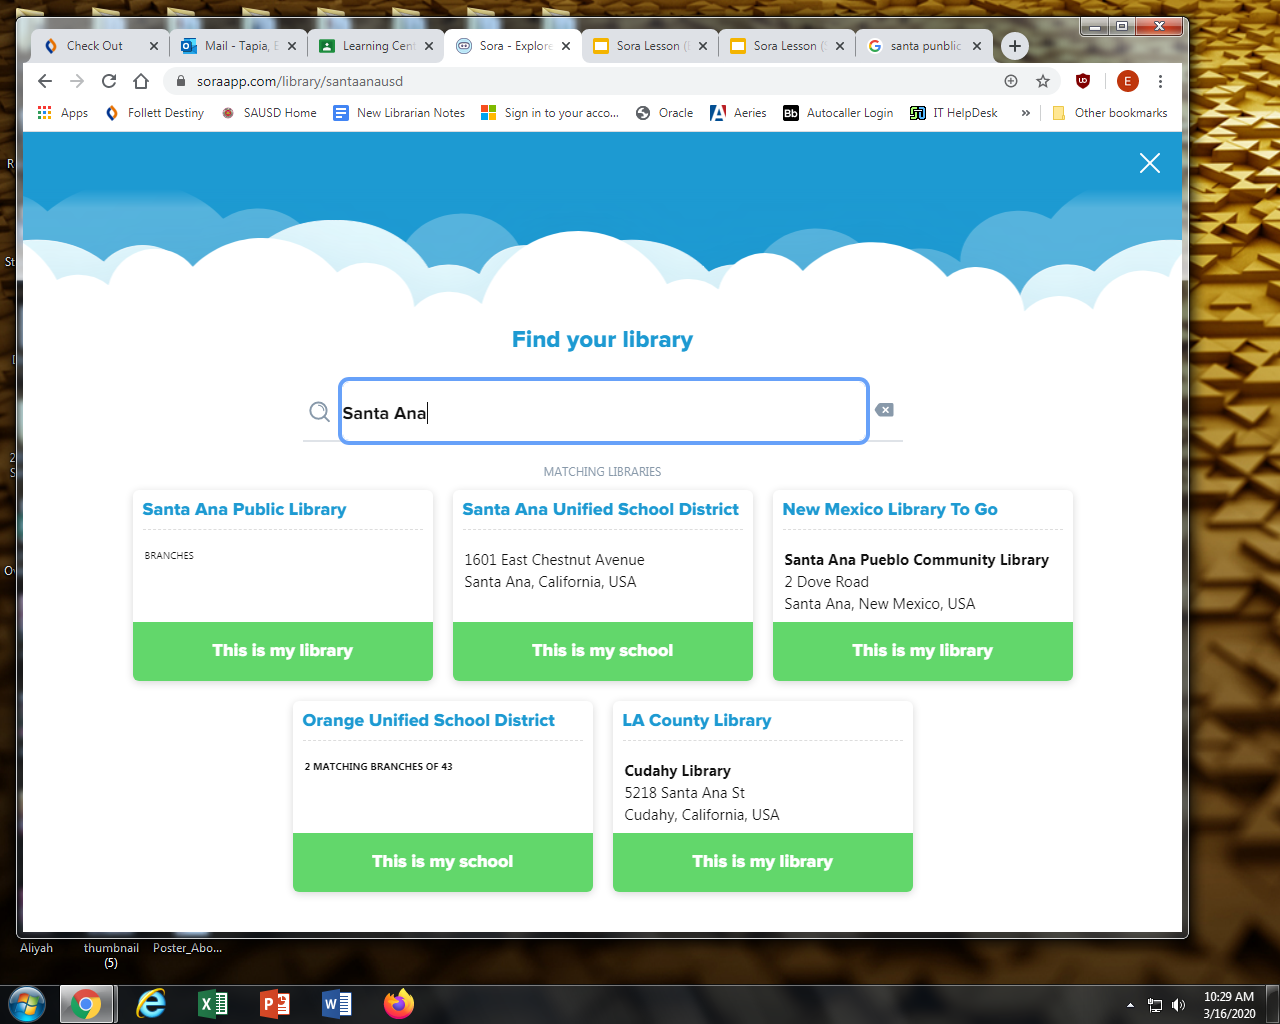 Check Out
Mail - Tapia, E
Learning Cent
Sora - Explore
Sora Lesson (
Sora Lesson (
santa punblic
soraapp.com/library/santaanausd
E
Apps
Follett Destiny
SAUSD Home
New Librarian Notes
Sign in to your acco...
Oracle
Aeries
Bb Autocaller Login
IT HelpDesk
»
Other bookmarks
Find your library
Santa Ana
MATCHING LIBRARIES
Santa Ana Public Library
BRANCHES
This is my library
Santa Ana Unified School District
1601 East Chestnut Avenue
Santa Ana, California, USA
This is my school
New Mexico Library To Go
Santa Ana Pueblo Community Library
2 Dove Road
Santa Ana, New Mexico, USA
This is my library
Orange Unified School District
2 MATCHING BRANCHES OF 43
This is my school
LA County Library
Cudahy Library
5218 Santa Ana St
Cudahy, California, USA
This is my library
Aliyah
thumbnail
(5)
Poster_Abo...
10:29 AM
3/16/2020